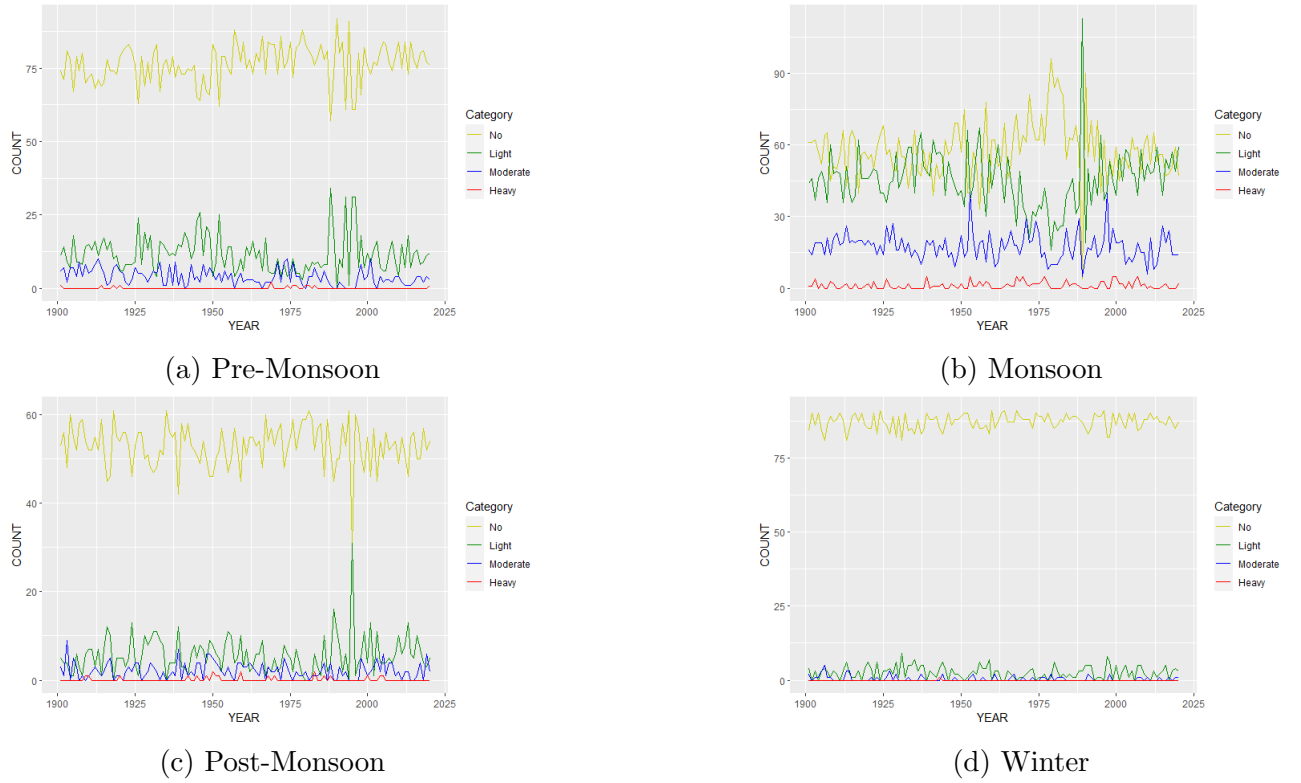 75
50
25
0
COUNT
1900
1925
1950
1975
2000
2025
YEAR
Category
No
Light
Moderate
Heavy
(a) Pre-Monsoon
90
60
30
0
COUNT
1900
1925
1950
1975
2000
2025
YEAR
Category
No
Light
Moderate
Heavy
(b) Monsoon
60
40
20
0
COUNT
1900
1925
1950
1975
2000
2025
YEAR
Category
No
Light
Moderate
Heavy
(c) Post-Monsoon
75
50
25
0
COUNT
1900
1925
1950
1975
2000
2025
YEAR
Category
No
Light
Moderate
Heavy
(d) Winter